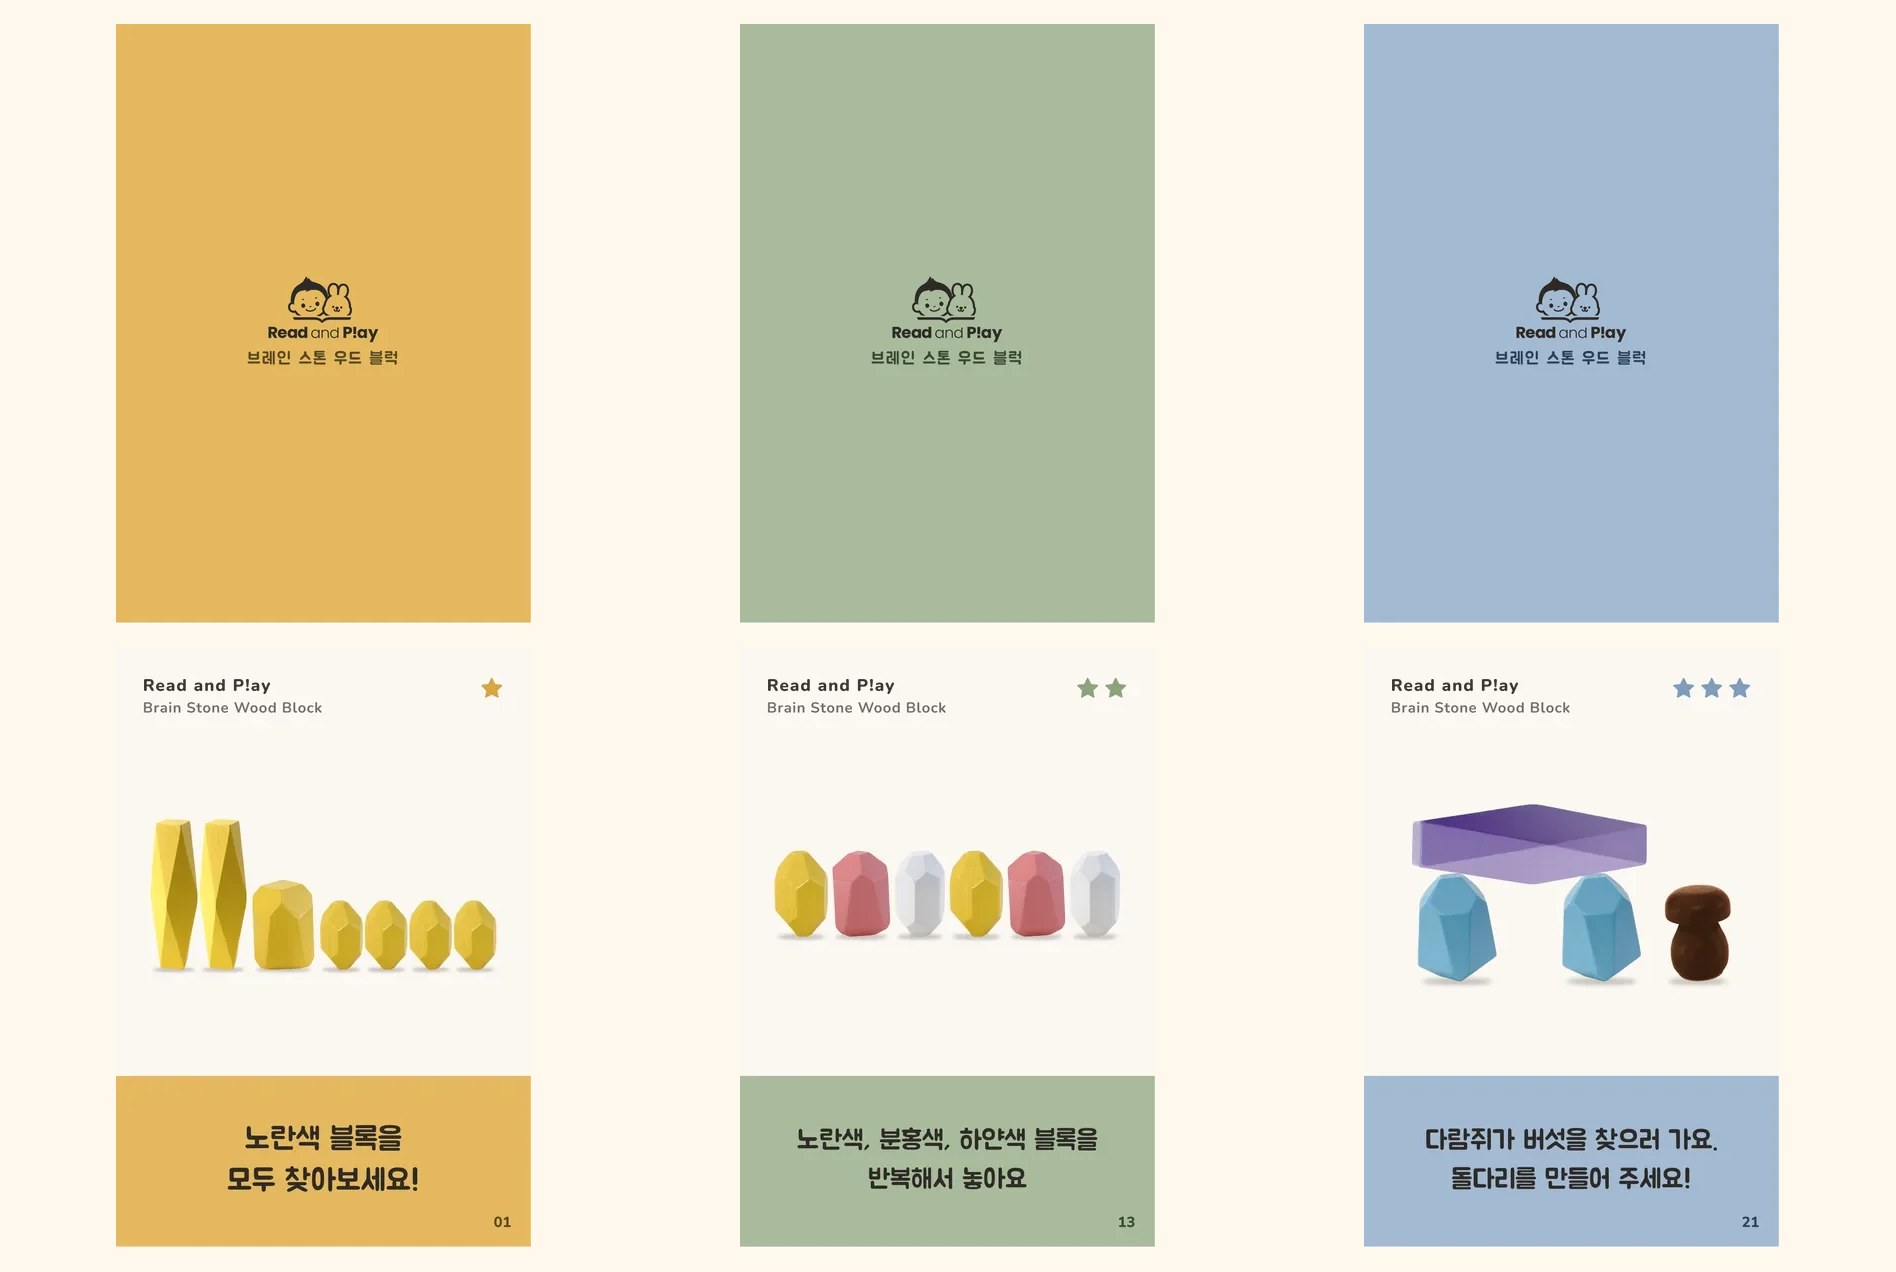 Read and P!ay
브레인 스톤 우드 블럭
Read and P!ay
브레인 스톤 우드 블럭
Read and P!ay
브레인 스톤 우드 블럭
Read and P!ay
Brain Stone Wood Block
노란색 블록을
모두 찾아보세요!
01
Read and P!ay
Brain Stone Wood Block
노란색, 분홍색, 하얀색 블록을
반복해서 놓아요
13
Read and P!ay
Brain Stone Wood Block
다람쥐가 버섯을 찾으러 가요.
돌다리를 만들어 주세요!
21